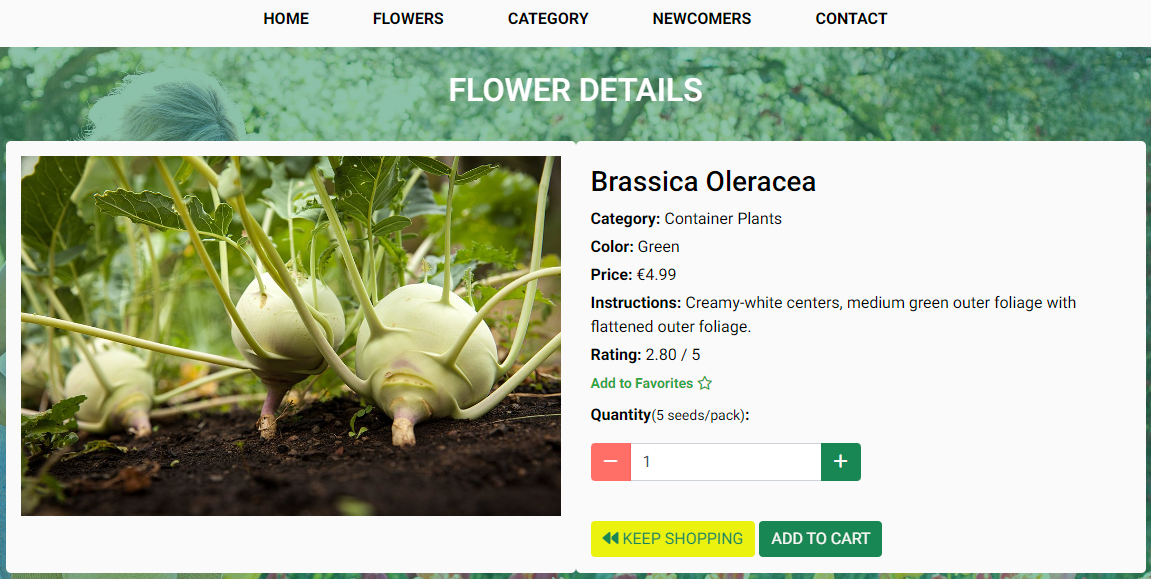 HOME FLOWERS CATEGORY NEWCOMERS CONTACT
FLOWER DETAILS
Brassica Oleracea
Category: Container Plants
Color: Green
Price: €4.99
Instructions: Creamy-white centers, medium green outer foliage with
flattened outer foliage.
Rating: 2.80 / 5
Add to Favorites
Quantity(5 seeds/pack):
1
KEEP SHOPPING ADD TO CART